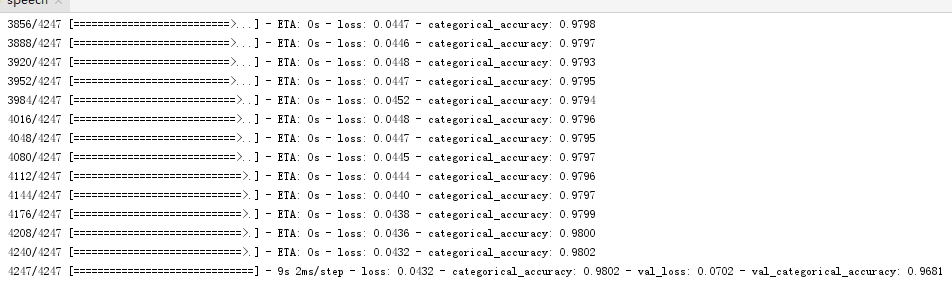 speech ×
3856/4247 [==========================>...] - ETA: 0s - loss: 0.0447 - categorical_accuracy: 0.9798
3888/4247 [==========================>...] - ETA: 0s - loss: 0.0446 - categorical_accuracy: 0.9797
3920/4247 [==========================>...] - ETA: 0s - loss: 0.0448 - categorical_accuracy: 0.9793
3952/4247 [==========================>...] - ETA: 0s - loss: 0.0447 - categorical_accuracy: 0.9795
3984/4247 [===========================>..] - ETA: 0s - loss: 0.0452 - categorical_accuracy: 0.9794
4016/4247 [===========================>..] - ETA: 0s - loss: 0.0448 - categorical_accuracy: 0.9796
4048/4247 [===========================>..] - ETA: 0s - loss: 0.0447 - categorical_accuracy: 0.9795
4080/4247 [===========================>..] - ETA: 0s - loss: 0.0445 - categorical_accuracy: 0.9797
4112/4247 [============================>.] - ETA: 0s - loss: 0.0444 - categorical_accuracy: 0.9796
4144/4247 [============================>.] - ETA: 0s - loss: 0.0440 - categorical_accuracy: 0.9797
4176/4247 [============================>.] - ETA: 0s - loss: 0.0438 - categorical_accuracy: 0.9799
4208/4247 [============================>.] - ETA: 0s - loss: 0.0436 - categorical_accuracy: 0.9800
4240/4247 [============================>.] - ETA: 0s - loss: 0.0432 - categorical_accuracy: 0.9802
4247/4247 [==============================] - 9s 2ms/step - loss: 0.0432 - categorical_accuracy: 0.9802 - val_loss: 0.0702 - val_categorical_accuracy: 0.9681